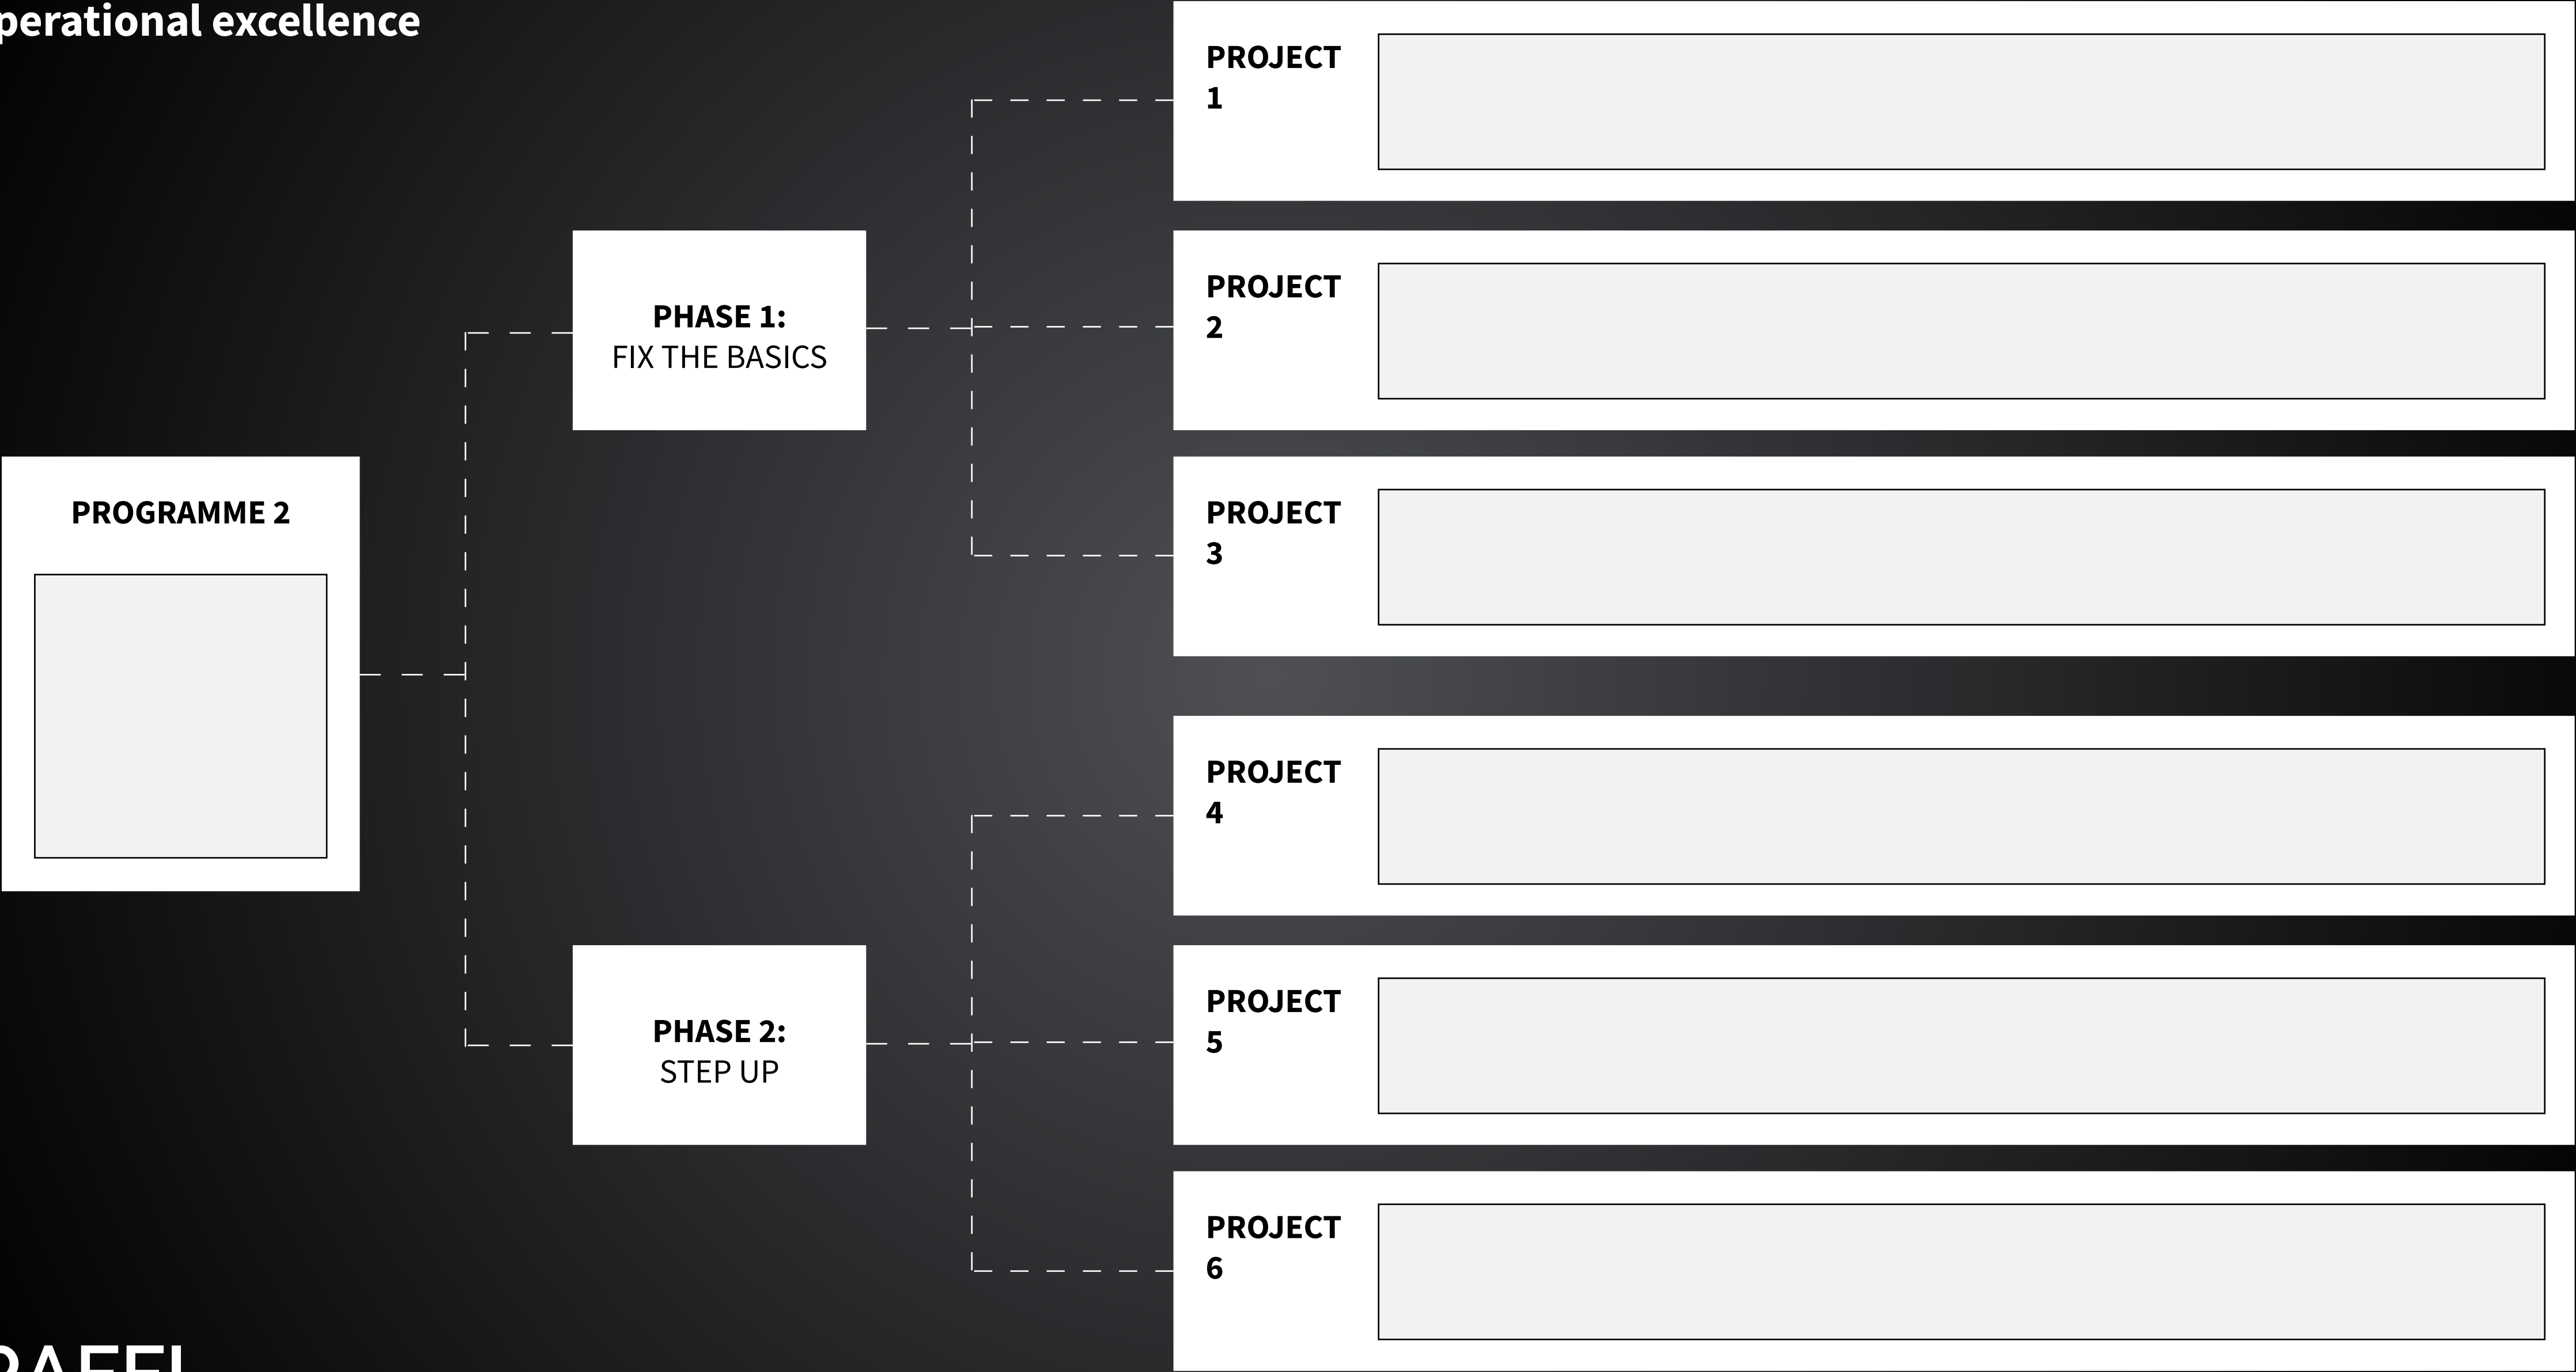 perational excellence
PROJECT
1
PROJECT
2
PHASE 1:
FIX THE BASICS
PROJECT
3
PROGRAMME 2
PROJECT
4
PROJECT
5
PHASE 2:
STEP UP
PROJECT
6